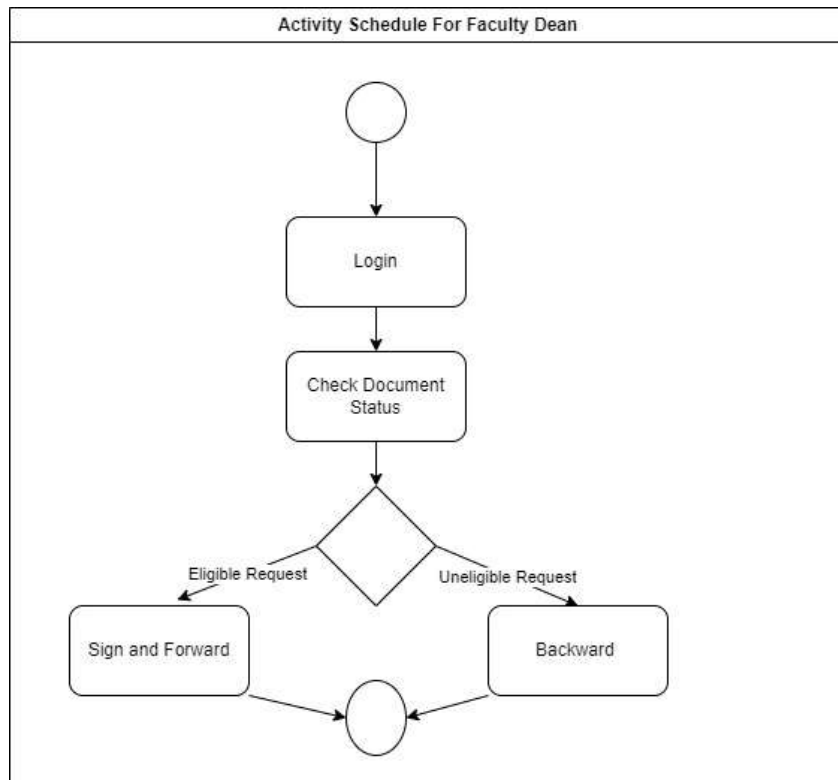 Activity Schedule For Faculty Dean
Login
Check Document
Status
Eligible Request
Uneligible Request
Sign and Forward
Backward